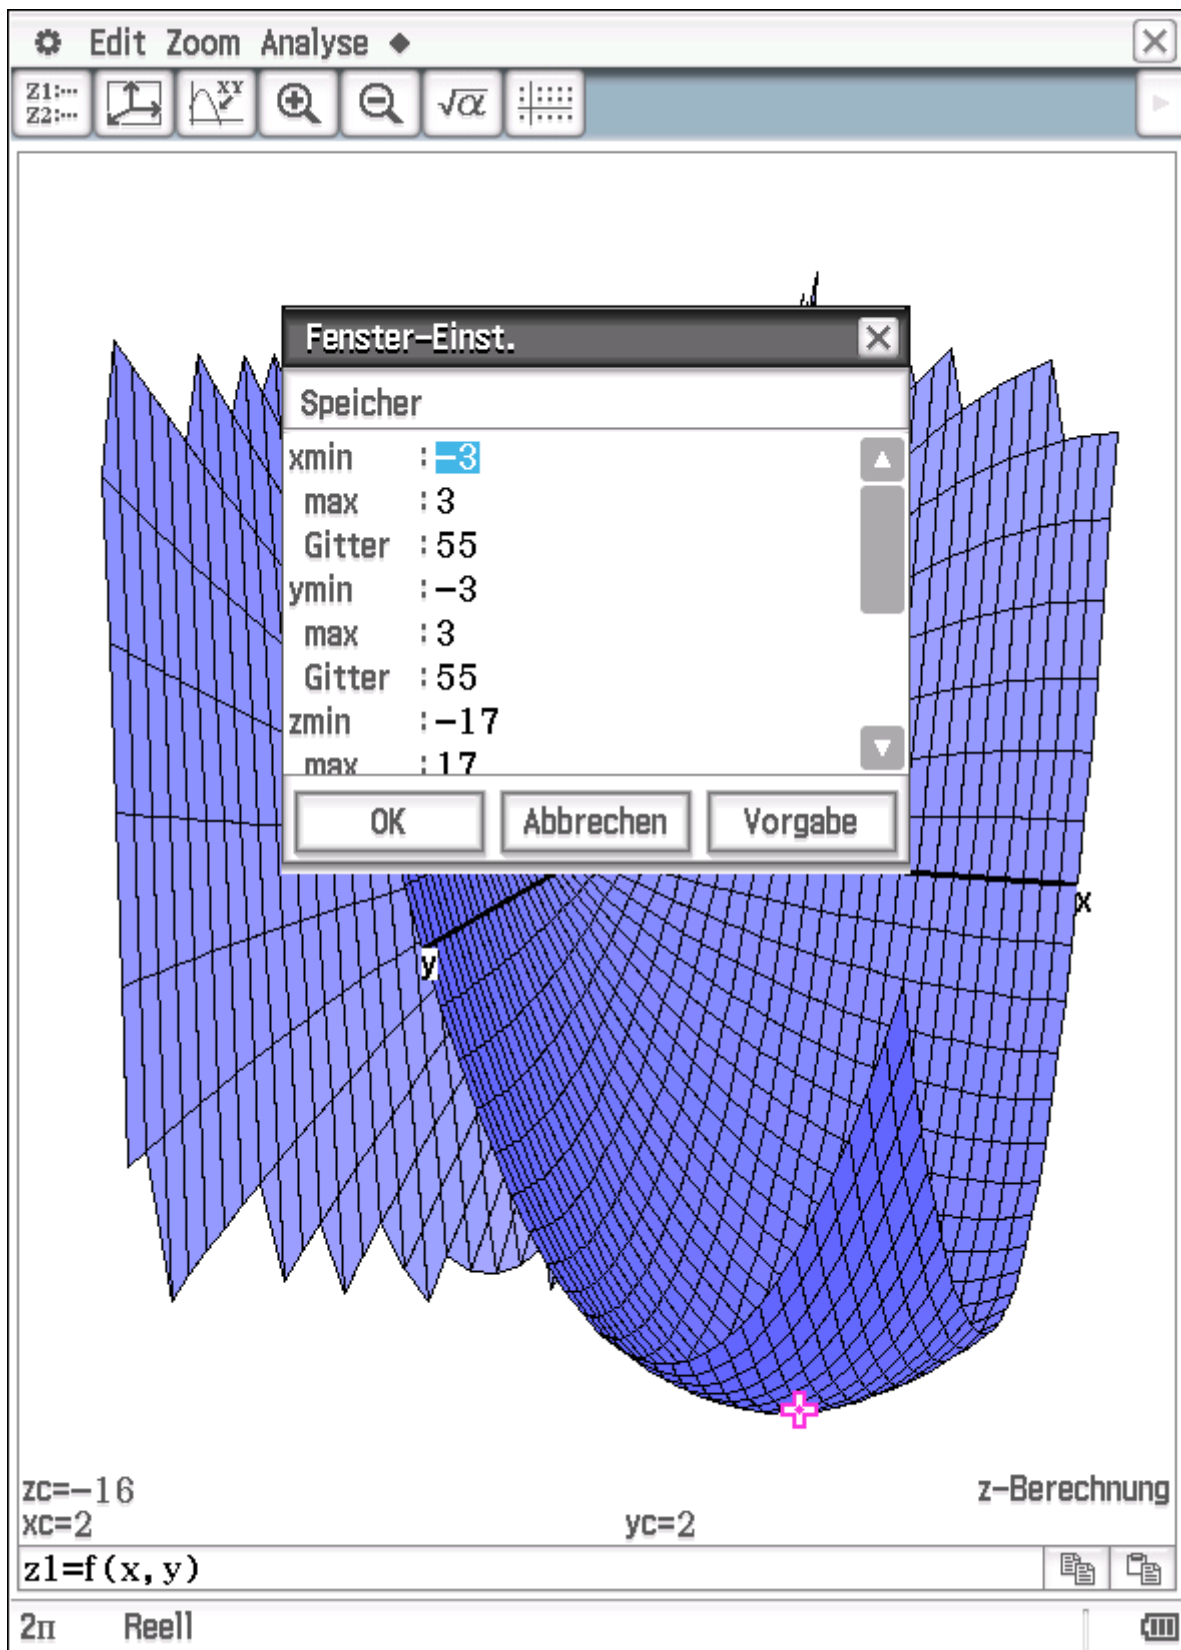 Edit Zoom Analyse ◆
Z1:··· XY √α
Z2:···
Fenster-Einst.
Speicher
xmin :-3
max :3
Gitter :55
ymin :-3
max :3
Gitter :55
zmin :-17
max :17
OK Abbrechen Vorgabe
x
y
zc=-16 z-Berechnung
xc=2 yc=2
z1=f(x,y)
2π Reell